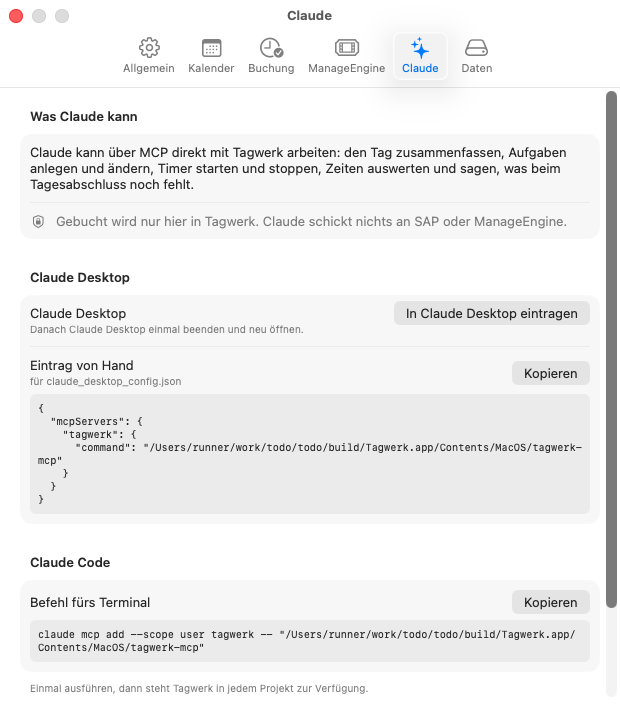 Claude
Allgemein
Kalender
Buchung
ManageEngine
Claude
Daten
Was Claude kann
Claude kann über MCP direkt mit Tagwerk arbeiten: den Tag zusammenfassen, Aufgaben
anlegen und ändern, Timer starten und stoppen, Zeiten auswerten und sagen, was beim
Tagesabschluss noch fehlt.
Gebucht wird nur hier in Tagwerk. Claude schickt nichts an SAP oder ManageEngine.
Claude Desktop
Claude Desktop
In Claude Desktop eintragen
Danach Claude Desktop einmal beenden und neu öffnen.
Eintrag von Hand
Kopieren
für claude_desktop_config.json
{
  "mcpServers": {
    "tagwerk": {
      "command": "/Users/runner/work/todo/todo/build/Tagwerk.app/Contents/MacOS/tagwerk-
mcp"
    }
  }
}
Claude Code
Befehl fürs Terminal
Kopieren
claude mcp add --scope user tagwerk -- "/Users/runner/work/todo/todo/build/Tagwerk.app/
Contents/MacOS/tagwerk-mcp"
Einmal ausführen, dann steht Tagwerk in jedem Projekt zur Verfügung.